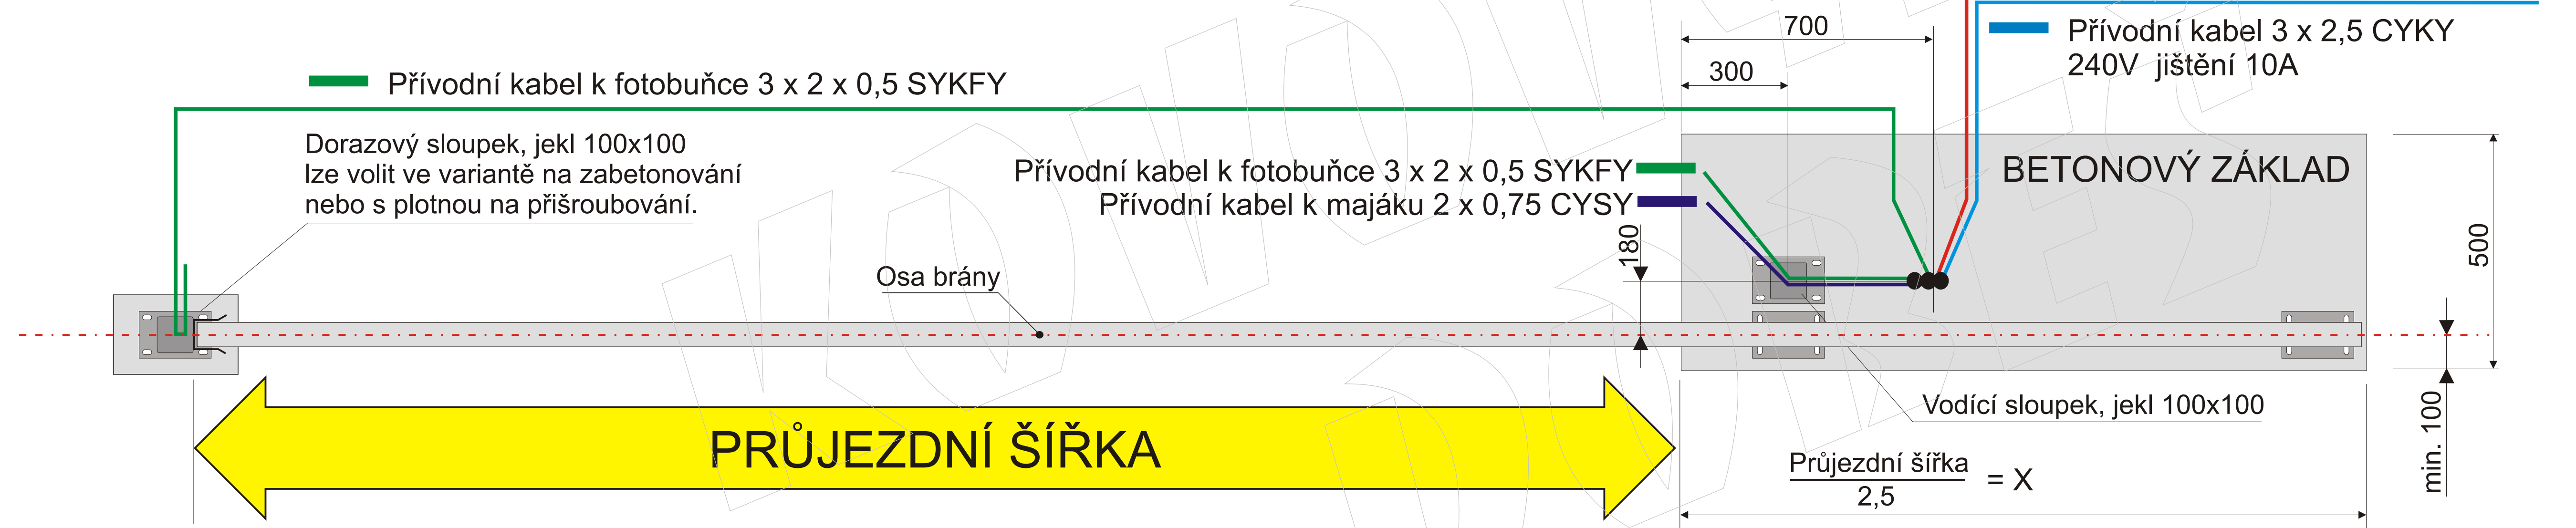 700
Přívodní kabel 3 x 2,5 CYKY
240V jištění 10A
300
Přívodní kabel k fotobuňce 3 x 2 x 0,5 SYKFY
Dorazový sloupek, jekl 100x100
lze volit ve variantě na zabetonování
nebo s plotnou na přišroubování.
Přívodní kabel k fotobuňce 3 x 2 x 0,5 SYKFY
Přívodní kabel k majáku 2 x 0,75 CYSY
BETONOVÝ ZÁKLAD
180
500
Osa brány
Vodící sloupek, jekl 100x100
min. 100
PRŮJEZDNÍ ŠÍŘKA
Průjezdní šířka
2,5
= X